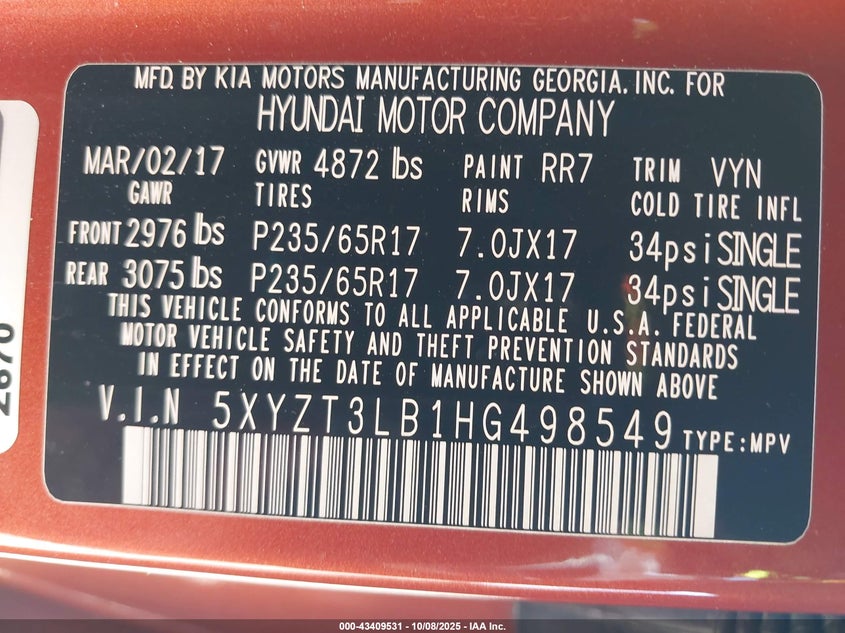 MFD. BY KIA MOTORS MANUFACTURING GEORGIA. INC. FOR
HYUNDAI MOTOR COMPANY
MAR/02/17 GVWR 4872 lbs PAINT RR7 TRIM VYN
GAWR TIRES RIMS COLD TIRE INFL
FRONT 2976 lbs P235/65R17 7.0JX17 34psi SINGLE
REAR 3075 lbs P235/65R17 7.0JX17 34psi SINGLE
THIS VEHICLE CONFORMS TO ALL APPLICABLE U.S.A. FEDERAL
MOTOR VEHICLE SAFETY AND THEFT PREVENTION STANDARDS
IN EFFECT ON THE DATE OF MANUFACTURE SHOWN ABOVE
V.I.N 5XYZT3LB1HG498549 TYPE:MPV
000-43409531 - 10/08/2025 - IAA Inc.